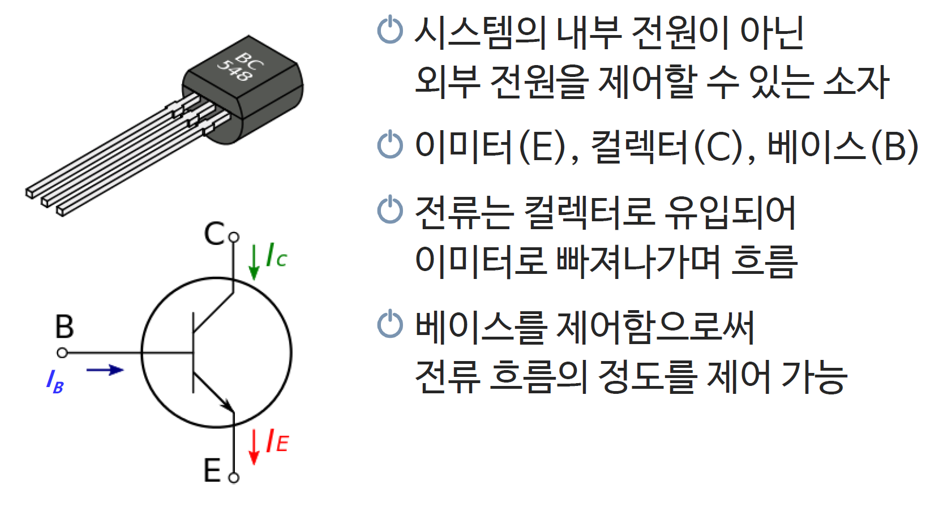 BC
548
C
IC
B
IB
IE
E
시스템의 내부 전원이 아닌
외부 전원을 제어할 수 있는 소자
이미터(E), 컬렉터(C), 베이스(B)
전류는 컬렉터로 유입되어
이미터로 빠져나가며 흐름
베이스를 제어함으로써
전류 흐름의 정도를 제어 가능